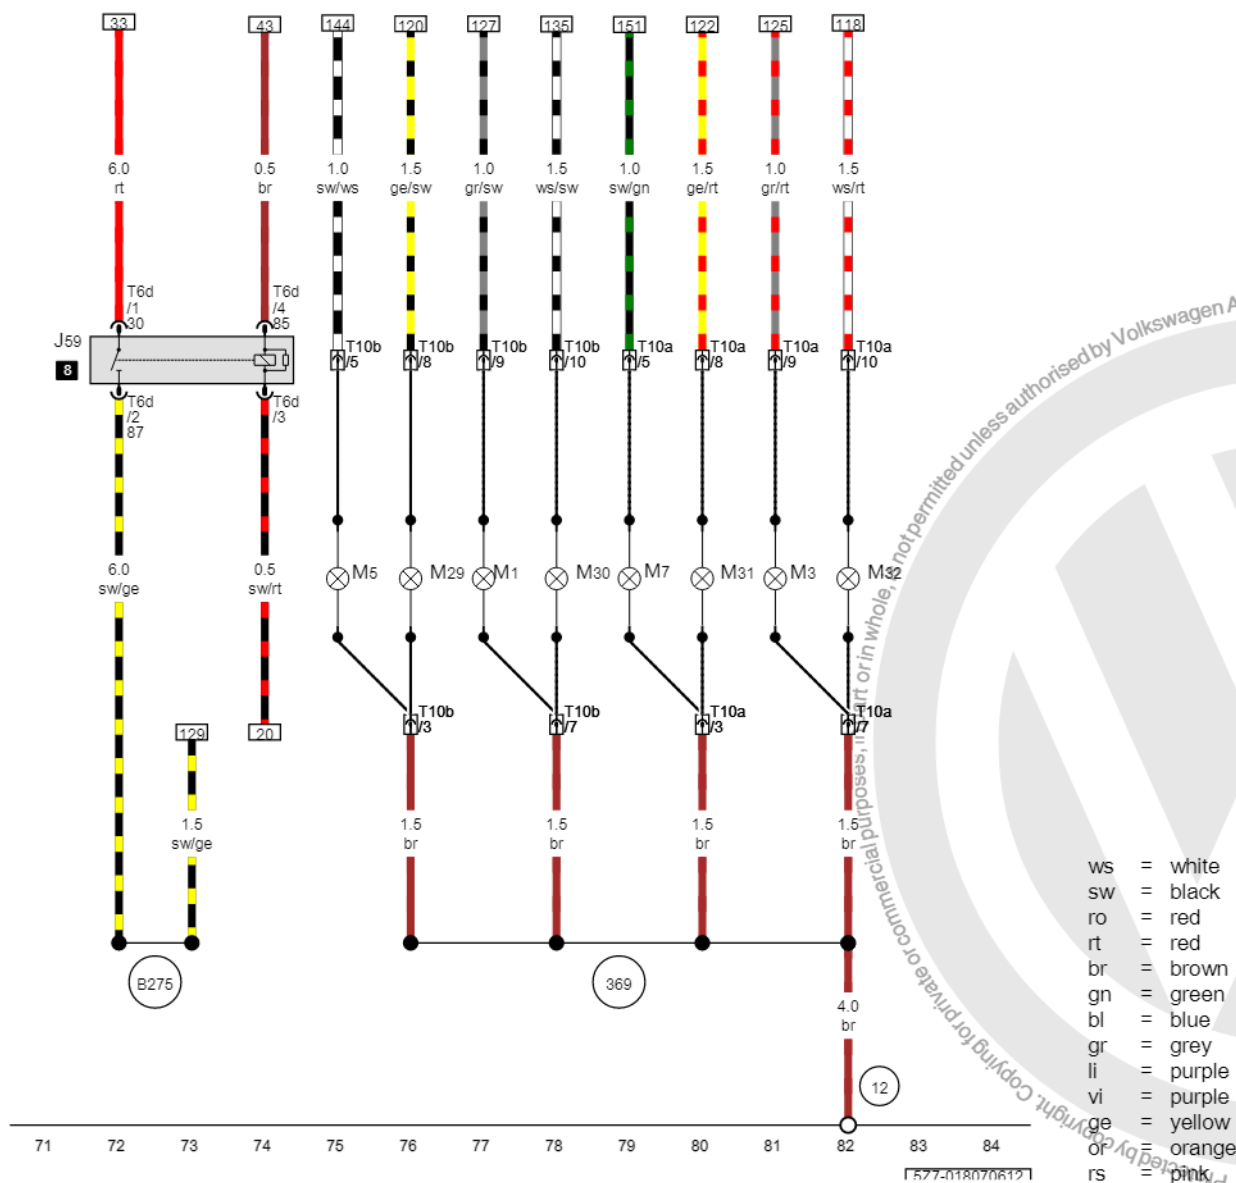 33 43 144 120 127 135 151 122 125 118
6.0 0.5 1.0 1.5 1.0 1.5 1.0 1.5 1.0 1.5
rt br sw/ws ge/sw gr/sw ws/sw sw/gn ge/rt gr/rt ws/rt
T6d T6d
/1 /4
30 85
J59
8
T10b T10b T10b T10b T10a T10a T10a T10a
/5 /8 /9 /10 /5 /8 /9 /10
T6d T6d
/2 /3
87
6.0 0.5
sw/ge sw/rt
M5 M29 M1 M30 M7 M31 M3 M32
129 20
T10b T10b T10a T10a
/3 /7 /3 /7
1.5 1.5 1.5 1.5 1.5
sw/ge br br br br
B275 369
4.0
br
12
71 72 73 74 75 76 77 78 79 80 81 82 83 84
577-018070612
ws = white
sw = black
ro = red
rt = red
br = brown
gn = green
bl = blue
gr = grey
li = purple
vi = purple
ge = yellow
or = orange
rs = pink
Protected by copyright. Copying for private or commercial purposes, in part or in whole, is not permitted unless authorised by Volkswagen A